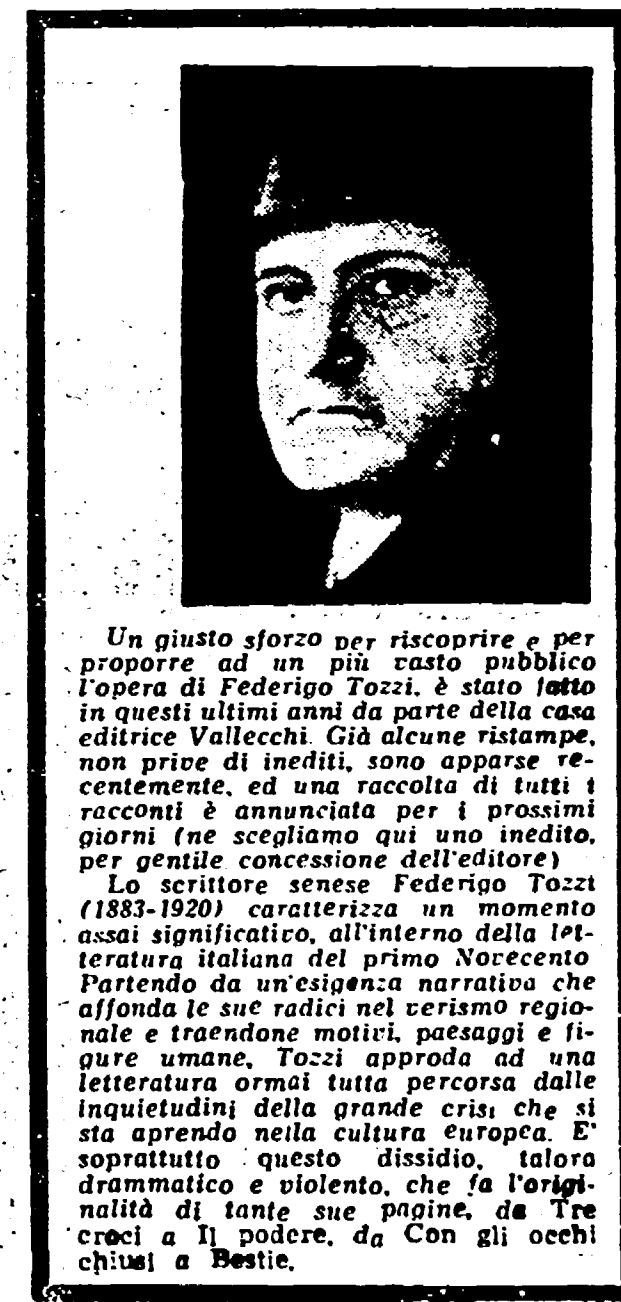 Un giusto sforzo per riscoprire e per
proporre ad un più vasto pubblico
l'opera di Federigo Tozzi, è stato fatto
in questi ultimi anni da parte della casa
editrice Vallecchi. Già alcune ristampe,
non prive di inediti, sono apparse re-
centemente, ed una raccolta di tutti i
racconti è annunciata per i prossimi
giorni (ne scegliamo qui uno inedito,
per gentile concessione dell'editore)
Lo scrittore senese Federigo Tozzi
(1883-1920) caratterizza un momento
assai significativo, all'interno della let-
teratura italiana del primo Novecento
Partendo da un'esigenza narrativa che
affonda le sue radici nel verismo regio-
nale e traendone motivi, paesaggi e fi-
gure umane, Tozzi approda ad una
letteratura ormai tutta percorsa dalle
inquietudini della grande crisi che si
sta aprendo nella cultura europea. E'
soprattutto questo dissidio, talora
drammatico e violento, che fa l'origi-
nalità di tante sue pagine, da Tre
croci a Il podere, da Con gli occhi
chiusi a Bestie.